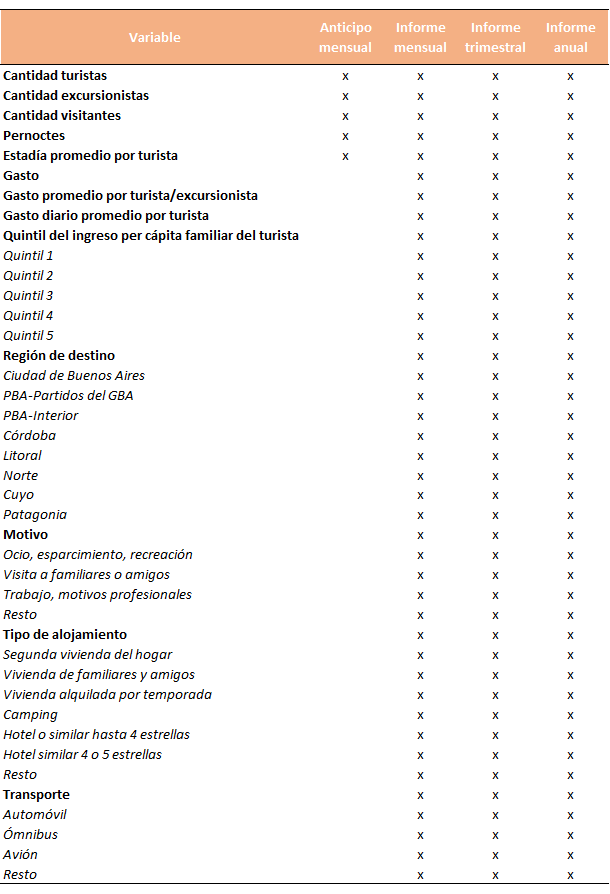 Variable Anticipo mensual Informe mensual Informe trimestral Informe anual
Cantidad turistas x x x x
Cantidad excursionistas x x x x
Cantidad visitantes x x x x
Pernoctes x x x x
Estadía promedio por turista x x x x
Gasto x x x
Gasto promedio por turista/excursionista x x x
Gasto diario promedio por turista x x x
Quintil del ingreso per cápita familiar del turista x x x
Quintil 1 x x x
Quintil 2 x x x
Quintil 3 x x x
Quintil 4 x x x
Quintil 5 x x x
Región de destino x x x
Ciudad de Buenos Aires x x x
PBA-Partidos del GBA x x x
PBA-Interior x x x
Córdoba x x x
Litoral x x x
Norte x x x
Cuyo x x x
Patagonia x x x
Motivo x x x
Ocio, esparcimiento, recreación x x x
Visita a familiares o amigos x x x
Trabajo, motivos profesionales x x x
Resto x x x
Tipo de alojamiento x x x
Segunda vivienda del hogar x x x
Vivienda de familiares y amigos x x x
Vivienda alquilada por temporada x x x
Camping x x x
Hotel o similar hasta 4 estrellas x x x
Hotel similar 4 o 5 estrellas x x x
Resto x x x
Transporte x x x
Automóvil x x x
Ómnibus x x x
Avión x x x
Resto x x x